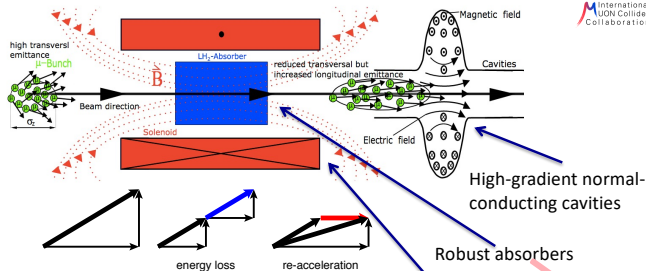 International
MUON Collider
Collaboration
Magnetic field
high transversl
emittance
μ-Bunch
LH₂-Absorber
reduced transversal but
increased longitudinal emittance
Cavities
B
Beam direction
σz
Solenoid
Electric field
High-gradient normal-
conducting cavities
Robust absorbers
energy loss
re-acceleration